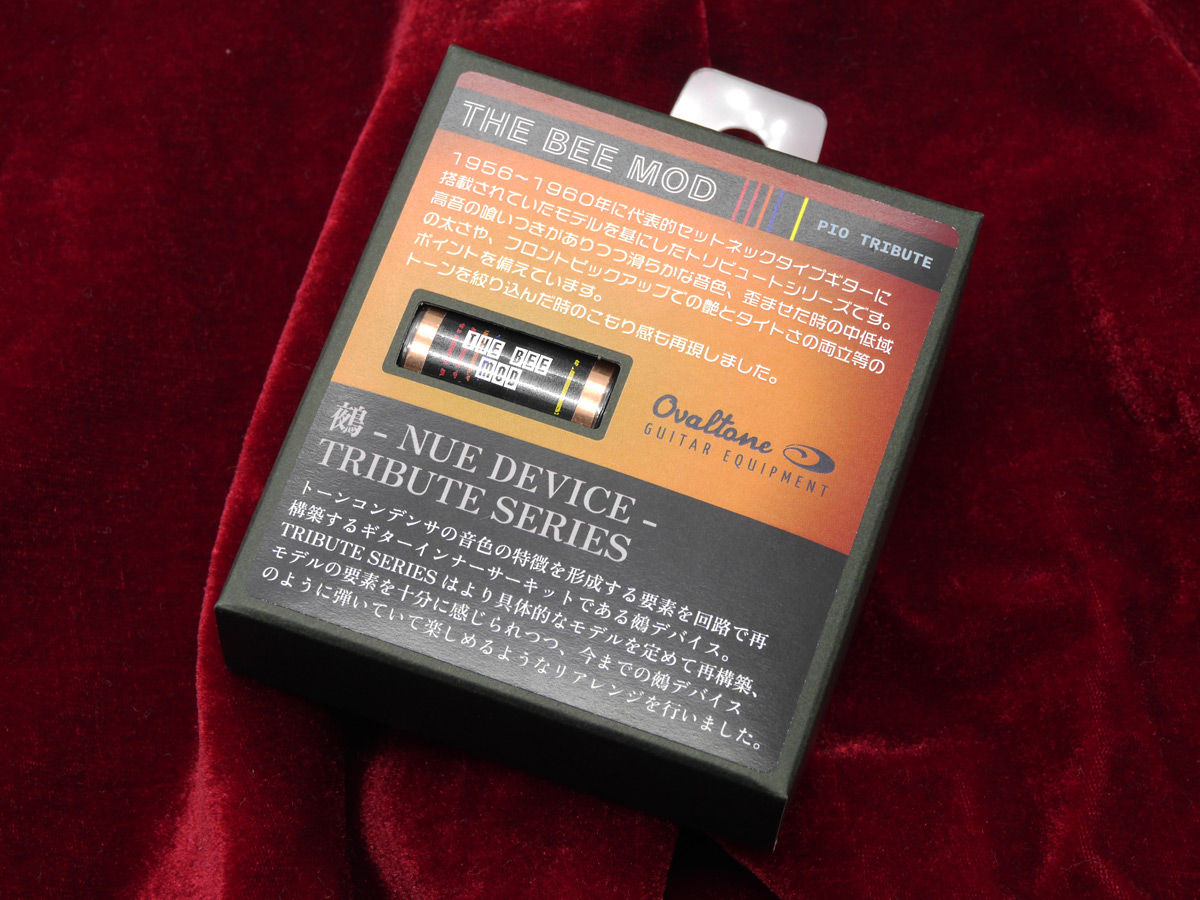 THE BEE MOD
PIO TRIBUTE
1956～1960年に代表的セットネックタイプギターに
搭載されていたモデルを基にしたトリビュートシリーズです。
高音の喰いつきがありつつ滑らかな音色、歪ませた時の中低域
の太さや、フロントピックアップでの艶とタイトさの両立等の
ポイントを備えています。
トーンを絞り込んだ時のこもり感も再現しました。
THE BEE
MOD
Ovaltone
GUITAR EQUIPMENT
鵺 - NUE DEVICE -
TRIBUTE SERIES
トーンコンデンサの音色の特徴を形成する要素を回路で再
構築するギターインナーサーキットである鵺デバイス。
TRIBUTE SERIES はより具体的なモデルを定めて再構築、
モデルの要素を十分に感じられつつ、今までの鵺デバイス
のように弾いていて楽しめるようなリアレンジを行いました。